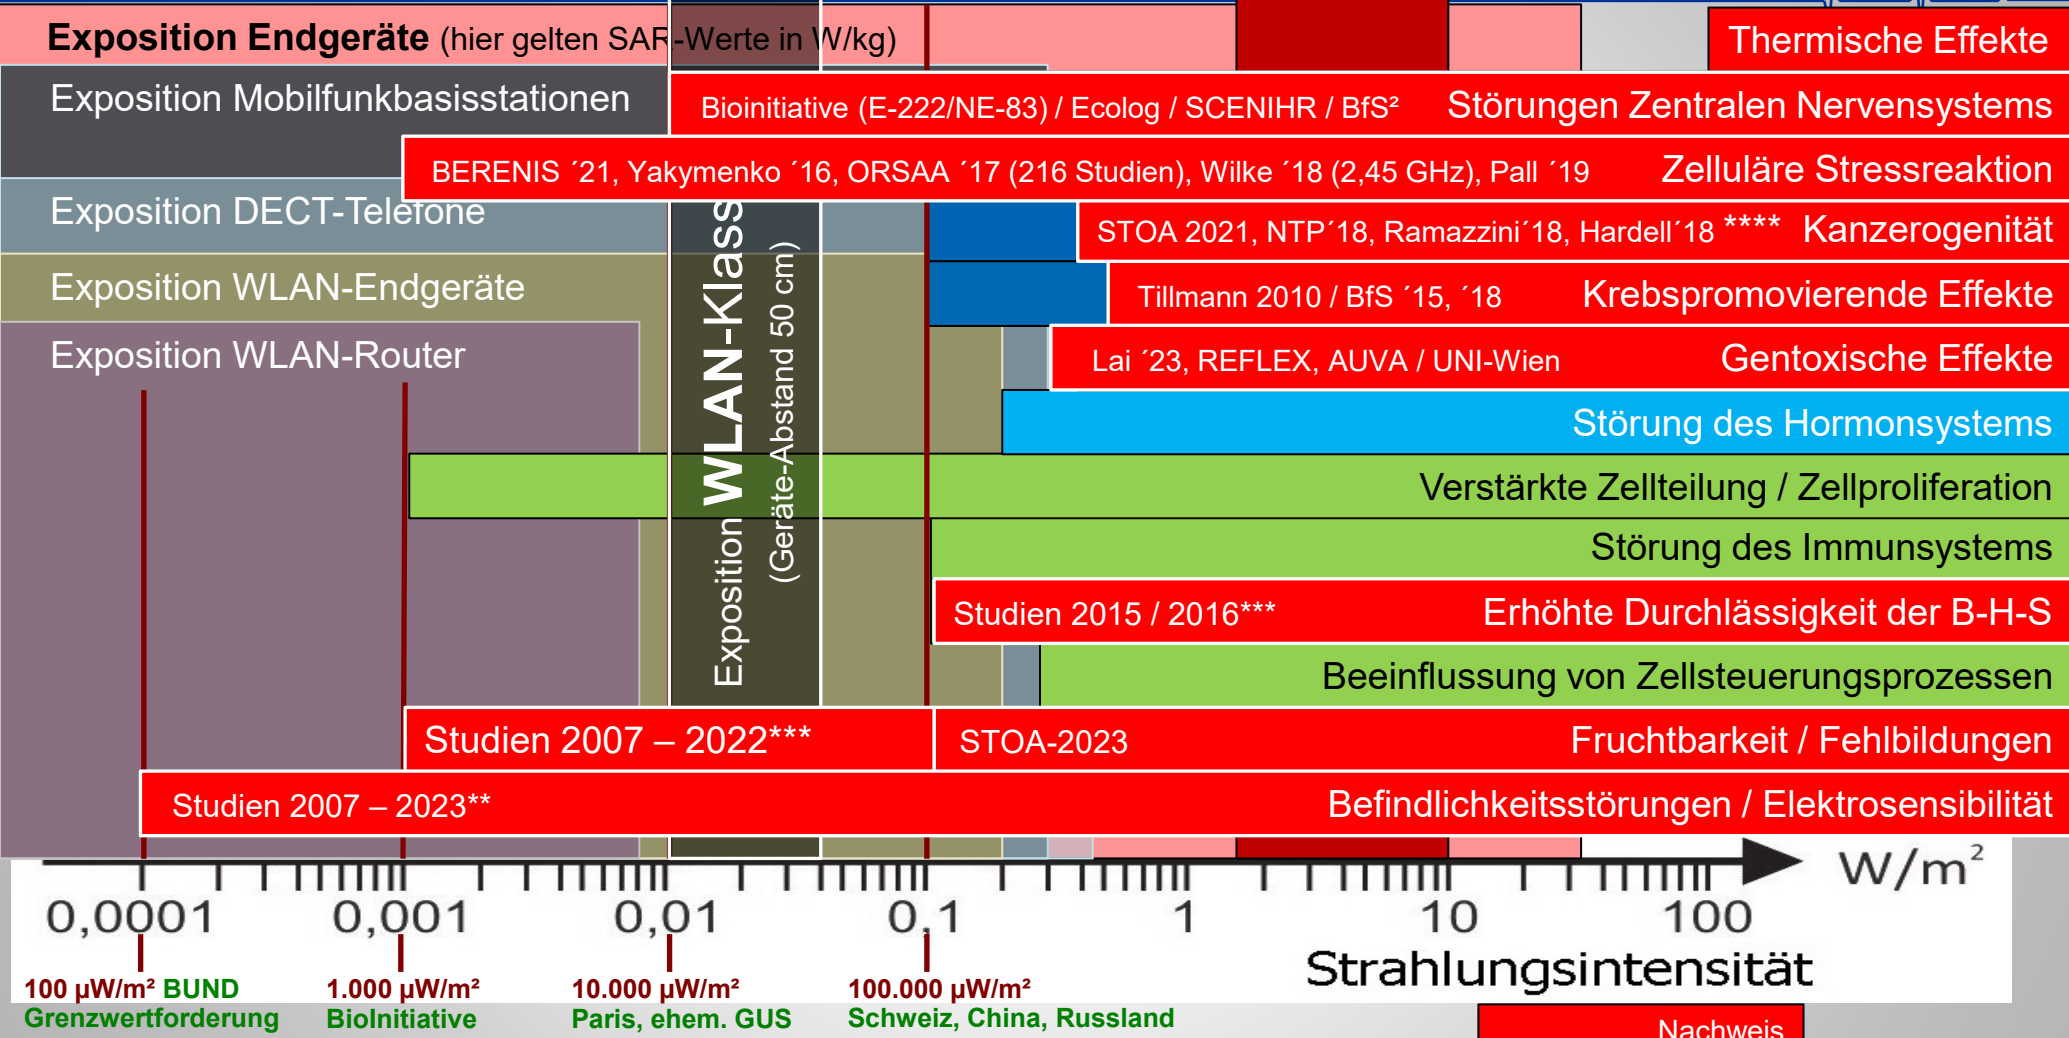 Exposition Endgeräte (hier gelten SAR-Werte in W/kg)
Thermische Effekte
Exposition Mobilfunkbasisstationen
Bioinitiative (E-222/NE-83) / Ecolog / SCENIHR / BfS² Störungen Zentralen Nervensystems
BERENIS ´21, Yakymenko ´16, ORSAA ´17 (216 Studien), Wilke ´18 (2,45 GHz), Pall ´19 Zelluläre Stressreaktion
Exposition DECT-Telefone
STOA 2021, NTP´18, Ramazzini´18, Hardell´18 **** Kanzerogenität
Exposition WLAN-Endgeräte
Tillmann 2010 / BfS ´15, ´18 Krebspromovierende Effekte
Exposition WLAN-Router
Lai ´23, REFLEX, AUVA / UNI-Wien Gentoxische Effekte
Störung des Hormonsystems
Exposition WLAN-Klass
(Geräte-Abstand 50 cm)
Verstärkte Zellteilung / Zellproliferation
Störung des Immunsystems
Studien 2015 / 2016*** Erhöhte Durchlässigkeit der B-H-S
Beeinflussung von Zellsteuerungsprozessen
Studien 2007 – 2022*** STOA-2023 Fruchtbarkeit / Fehlbildungen
Studien 2007 – 2023** Befindlichkeitsstörungen / Elektrosensibilität
W/m²
0,0001 0,001 0,01 0,1 1 10 100
Strahlungsintensität
100 µW/m² BUND
Grenzwertforderung
1.000 µW/m²
BioInitiative
10.000 µW/m²
Paris, ehem. GUS
100.000 µW/m²
Schweiz, China, Russland
Nachweis